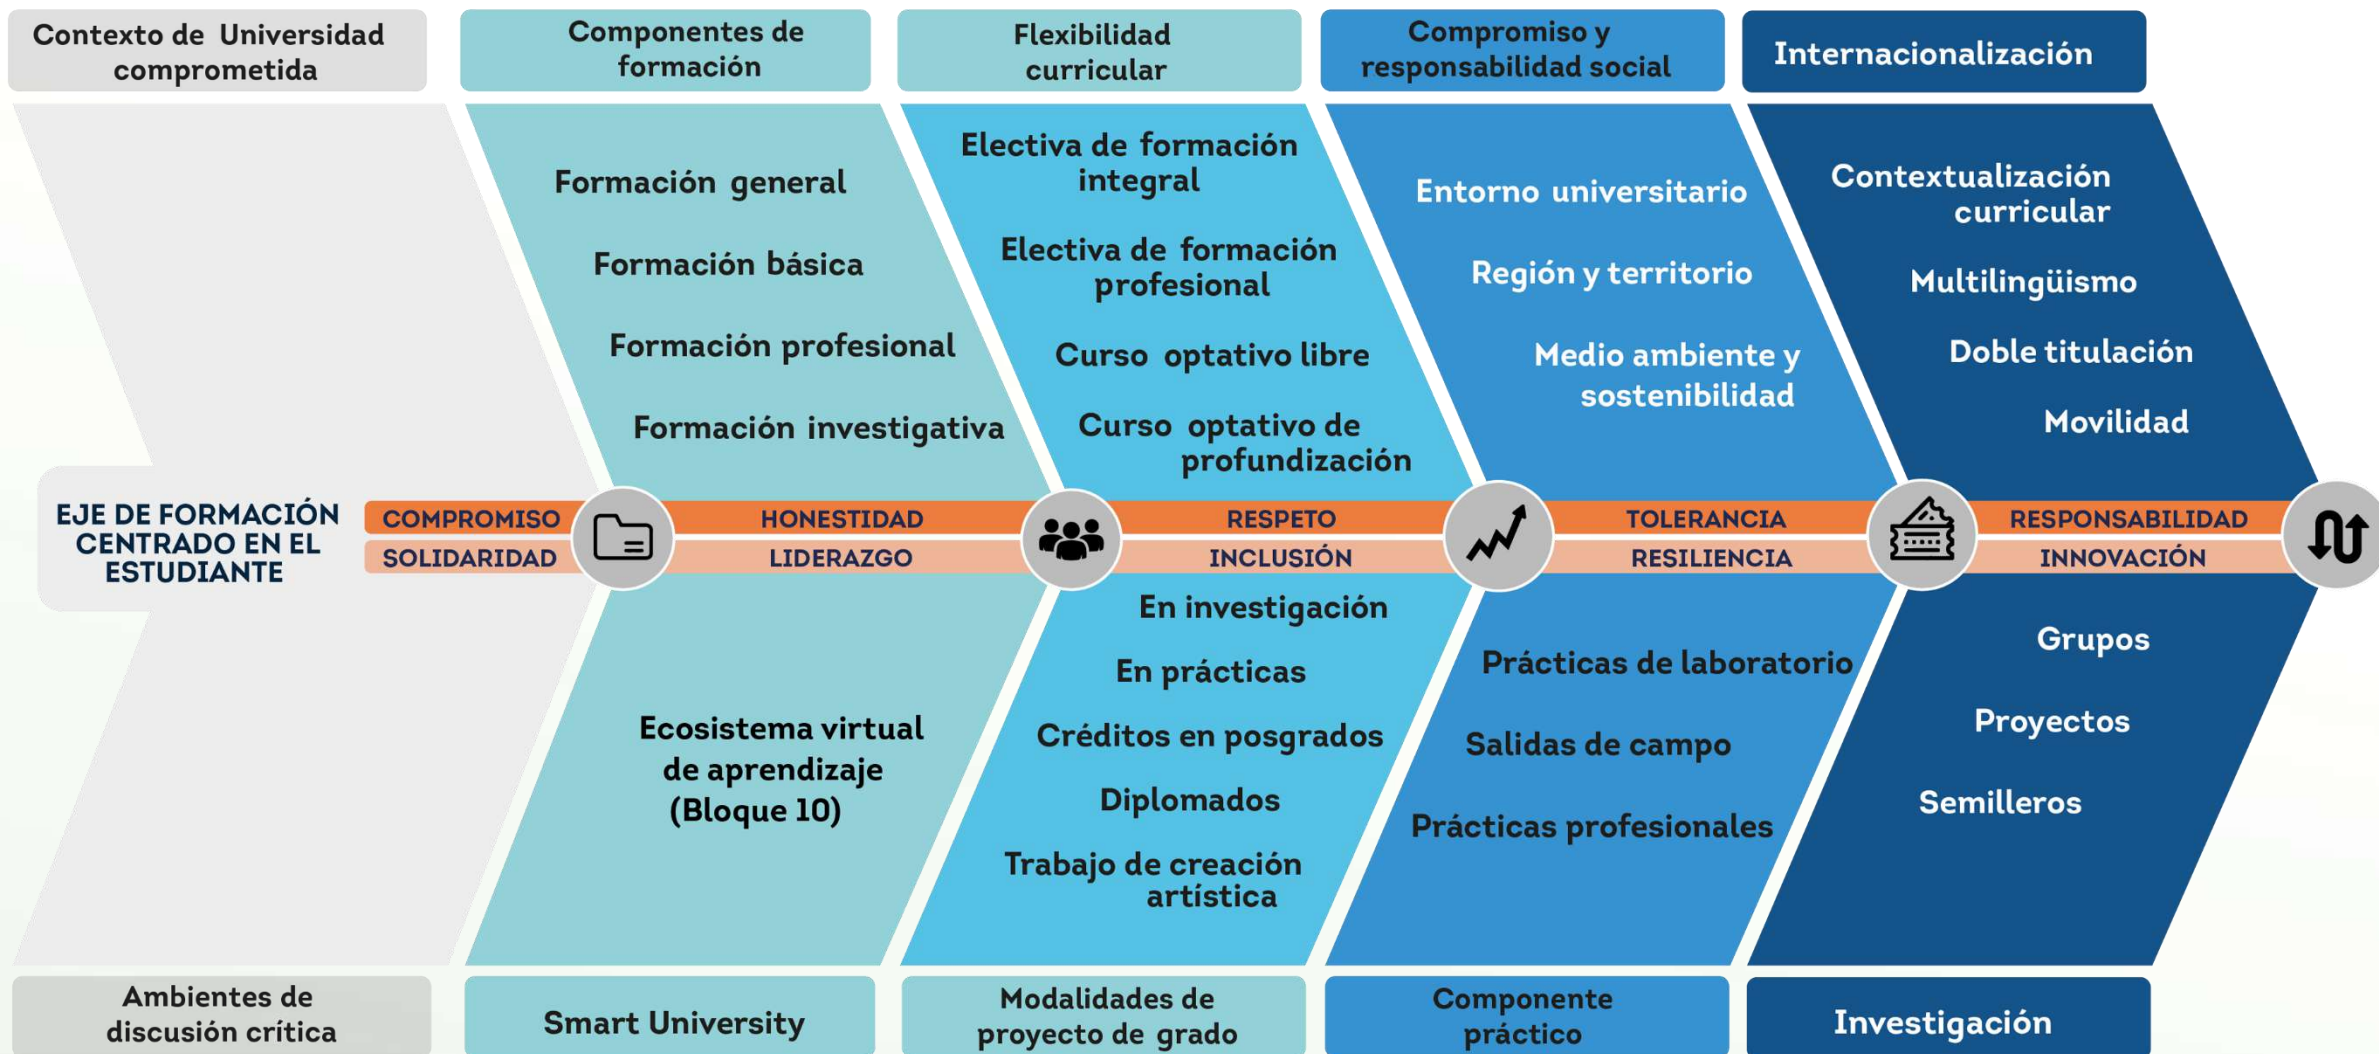 Contexto de Universidad
comprometida
Componentes de
formación
Flexibilidad
curricular
Compromiso y
responsabilidad social
Internacionalización
Formación general
Formación básica
Formación profesional
Formación investigativa
Electiva de formación
integral
Electiva de formación
profesional
Curso optativo libre
Curso optativo de
profundización
Entorno universitario
Región y territorio
Medio ambiente y
sostenibilidad
Contextualización
curricular
Multilingüismo
Doble titulación
Movilidad
EJE DE FORMACIÓN
CENTRADO EN EL
ESTUDIANTE
COMPROMISO
HONESTIDAD
RESPETO
TOLERANCIA
RESPONSABILIDAD
SOLIDARIDAD
LIDERAZGO
INCLUSIÓN
RESILIENCIA
INNOVACIÓN
Ecosistema virtual
de aprendizaje
(Bloque 10)
En investigación
En prácticas
Créditos en posgrados
Diplomados
Trabajo de creación
artística
Prácticas de laboratorio
Salidas de campo
Prácticas profesionales
Grupos
Proyectos
Semilleros
Ambientes de
discusión crítica
Smart University
Modalidades de
proyecto de grado
Componente
práctico
Investigación